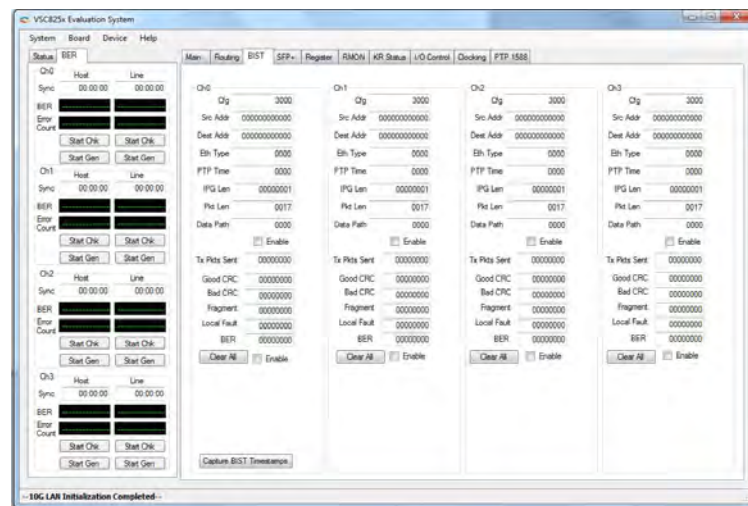 VSC825x Evaluation System
System Board Device Help
Status BER
Main Routing BIST SFP+ Register RMON KR Status I/O Control Clocking PTP 1588
Ch0
Host Line
Sync 00:00:00 00:00:00
BER
Error Count
Start Chk Start Chk
Start Gen Start Gen
Ch1
Host Line
Sync 00:00:00 00:00:00
BER
Error Count
Start Chk Start Chk
Start Gen Start Gen
Ch2
Host Line
Sync 00:00:00 00:00:00
BER
Error Count
Start Chk Start Chk
Start Gen Start Gen
Ch3
Host Line
Sync 00:00:00 00:00:00
BER
Error Count
Start Chk Start Chk
Start Gen Start Gen
Ch0 Ch1 Ch2 Ch3
Cfg 3000 Cfg 3000 Cfg 3000 Cfg 3000
Src Addr 000000000000 Src Addr 000000000000 Src Addr 000000000000 Src Addr 000000000000
Dest Addr 000000000000 Dest Addr 000000000000 Dest Addr 000000000000 Dest Addr 000000000000
Eth Type 0000 Eth Type 0000 Eth Type 0000 Eth Type 0000
PTP Time 0000 PTP Time 0000 PTP Time 0000 PTP Time 0000
IPG Len 00000001 IPG Len 00000001 IPG Len 00000001 IPG Len 00000001
Pkt Len 0017 Pkt Len 0017 Pkt Len 0017 Pkt Len 0017
Data Path 0000 Data Path 0000 Data Path 0000 Data Path 0000
Enable Enable Enable Enable
Tx Pkts Sent 00000000 Tx Pkts Sent 00000000 Tx Pkts Sent 00000000 Tx Pkts Sent 00000000
Good CRC 00000000 Good CRC 00000000 Good CRC 00000000 Good CRC 00000000
Bad CRC 00000000 Bad CRC 00000000 Bad CRC 00000000 Bad CRC 00000000
Fragment 00000000 Fragment 00000000 Fragment 00000000 Fragment 00000000
Local Fault 00000000 Local Fault 00000000 Local Fault 00000000 Local Fault 00000000
BER 00000000 BER 00000000 BER 00000000 BER 00000000
Clear All Enable Clear All Enable Clear All Enable Clear All Enable
Capture BIST Timestamps
--10G LAN Initialization Completed--